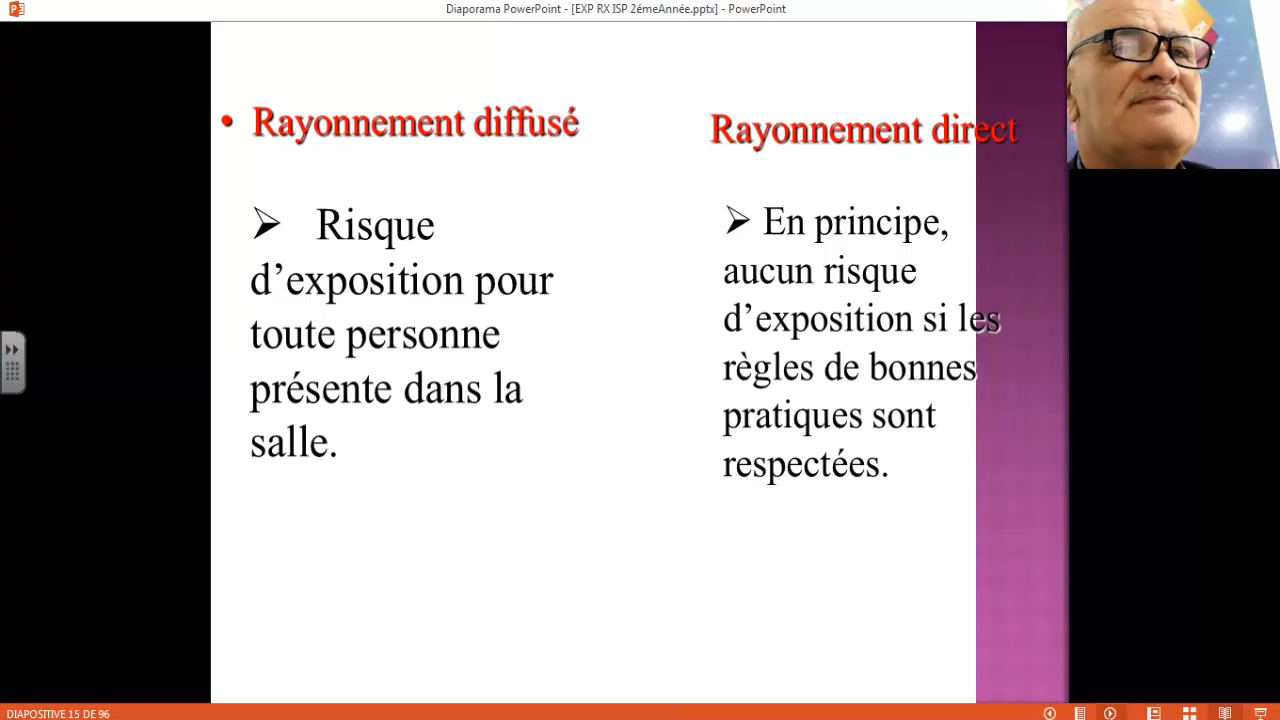 Diaporama PowerPoint - [EXP RX ISP 2émeAnnée.pptx] - PowerPoint
• Rayonnement diffusé
➢ Risque
d’exposition pour
toute personne
présente dans la
salle.
Rayonnement direct
➢ En principe,
aucun risque
d’exposition si les
règles de bonnes
pratiques sont
respectées.
DIAPOSITIVE 15 DE 96